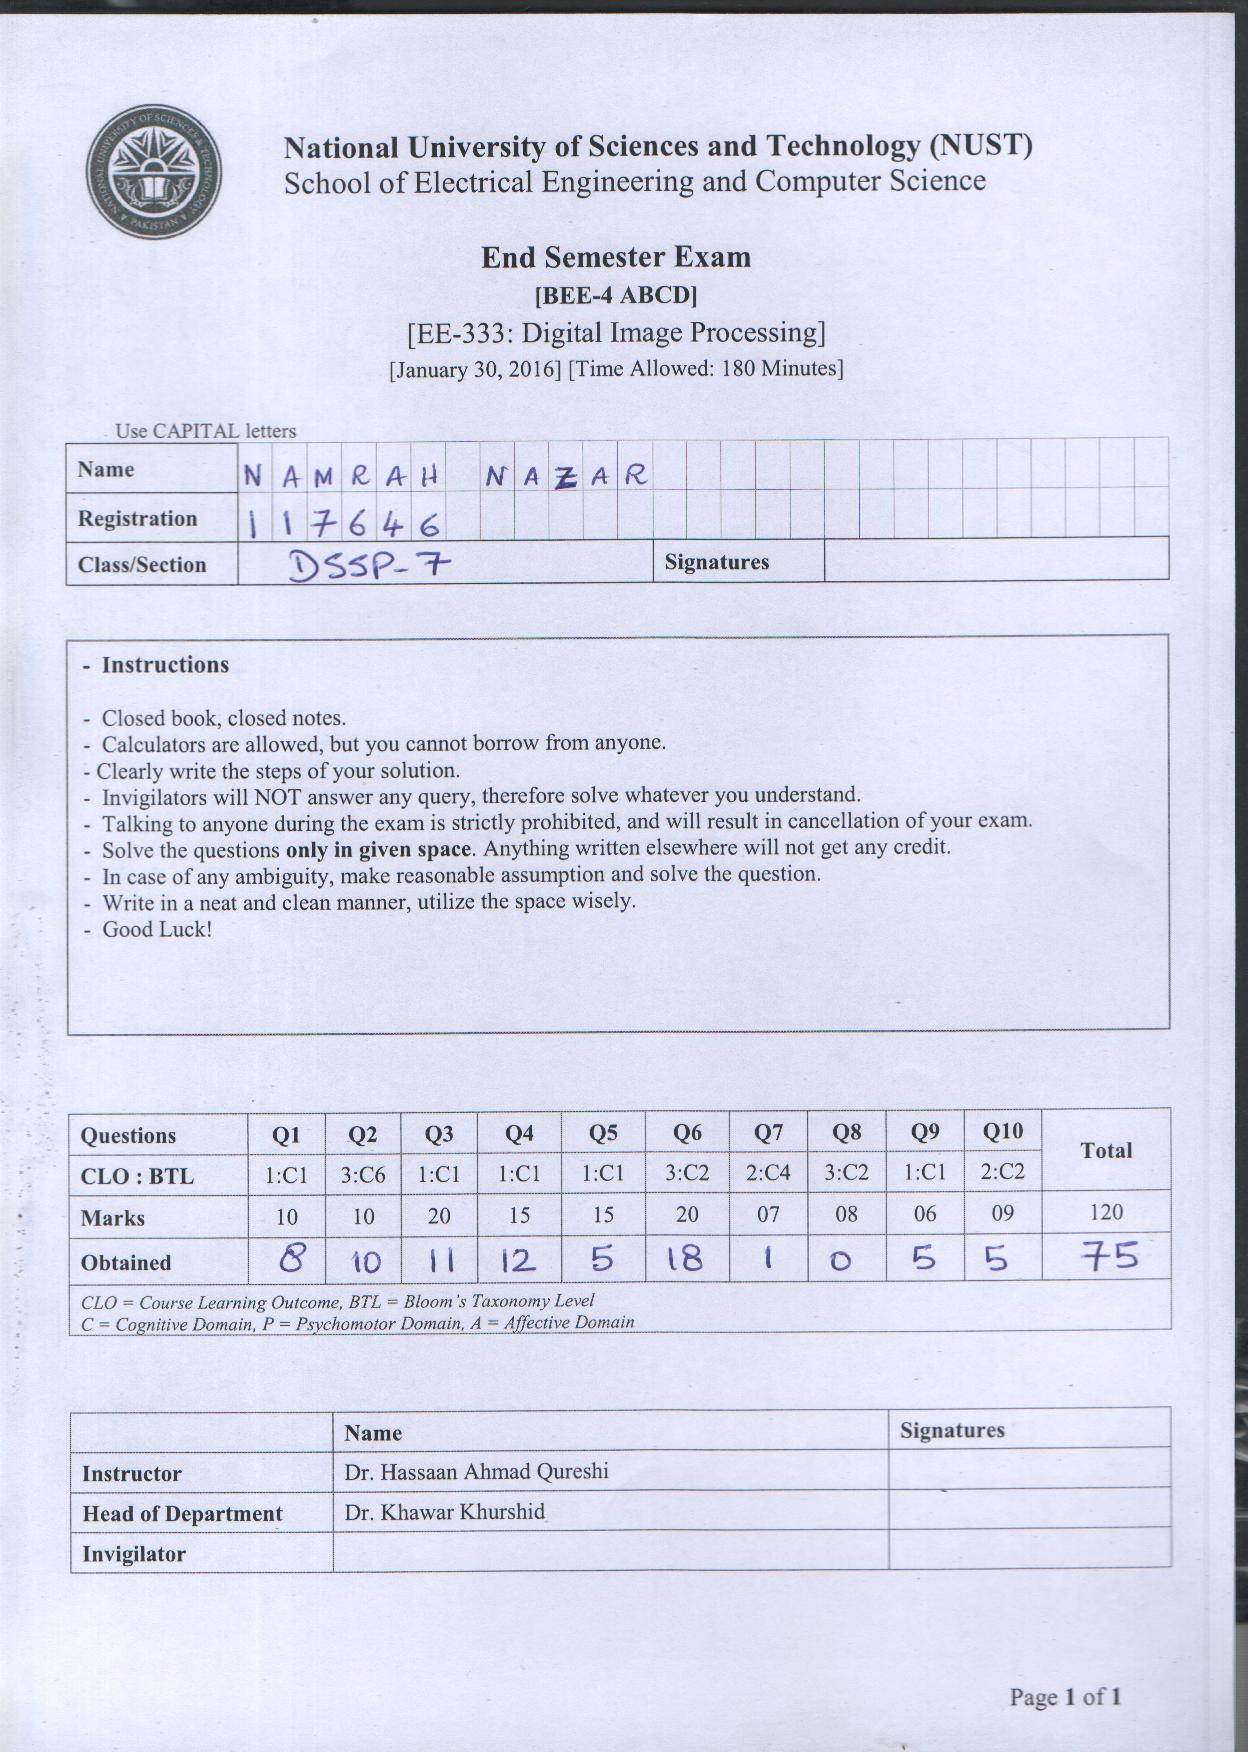 NATIONAL UNIVERSITY OF SCIENCES & TECHNOLOGY
PAKISTAN
National University of Sciences and Technology (NUST)
School of Electrical Engineering and Computer Science
End Semester Exam
[BEE-4 ABCD]
[EE-333: Digital Image Processing]
[January 30, 2016] [Time Allowed: 180 Minutes]
Use CAPITAL letters
Name NAMRAH NAZAR
Registration 117646
Class/Section DSSP-7 Signatures
- Instructions
- Closed book, closed notes.
- Calculators are allowed, but you cannot borrow from anyone.
- Clearly write the steps of your solution.
- Invigilators will NOT answer any query, therefore solve whatever you understand.
- Talking to anyone during the exam is strictly prohibited, and will result in cancellation of your exam.
- Solve the questions only in given space. Anything written elsewhere will not get any credit.
- In case of any ambiguity, make reasonable assumption and solve the question.
- Write in a neat and clean manner, utilize the space wisely.
- Good Luck!
Questions Q1 Q2 Q3 Q4 Q5 Q6 Q7 Q8 Q9 Q10 Total
CLO : BTL 1:C1 3:C6 1:C1 1:C1 1:C1 3:C2 2:C4 3:C2 1:C1 2:C2
Marks 10 10 20 15 15 20 07 08 06 09 120
Obtained 8 10 11 12 5 18 1 0 5 5 75
CLO = Course Learning Outcome, BTL = Bloom's Taxonomy Level
C = Cognitive Domain, P = Psychomotor Domain, A = Affective Domain
Name Signatures
Instructor Dr. Hassaan Ahmad Qureshi
Head of Department Dr. Khawar Khurshid
Invigilator
Page 1 of 1